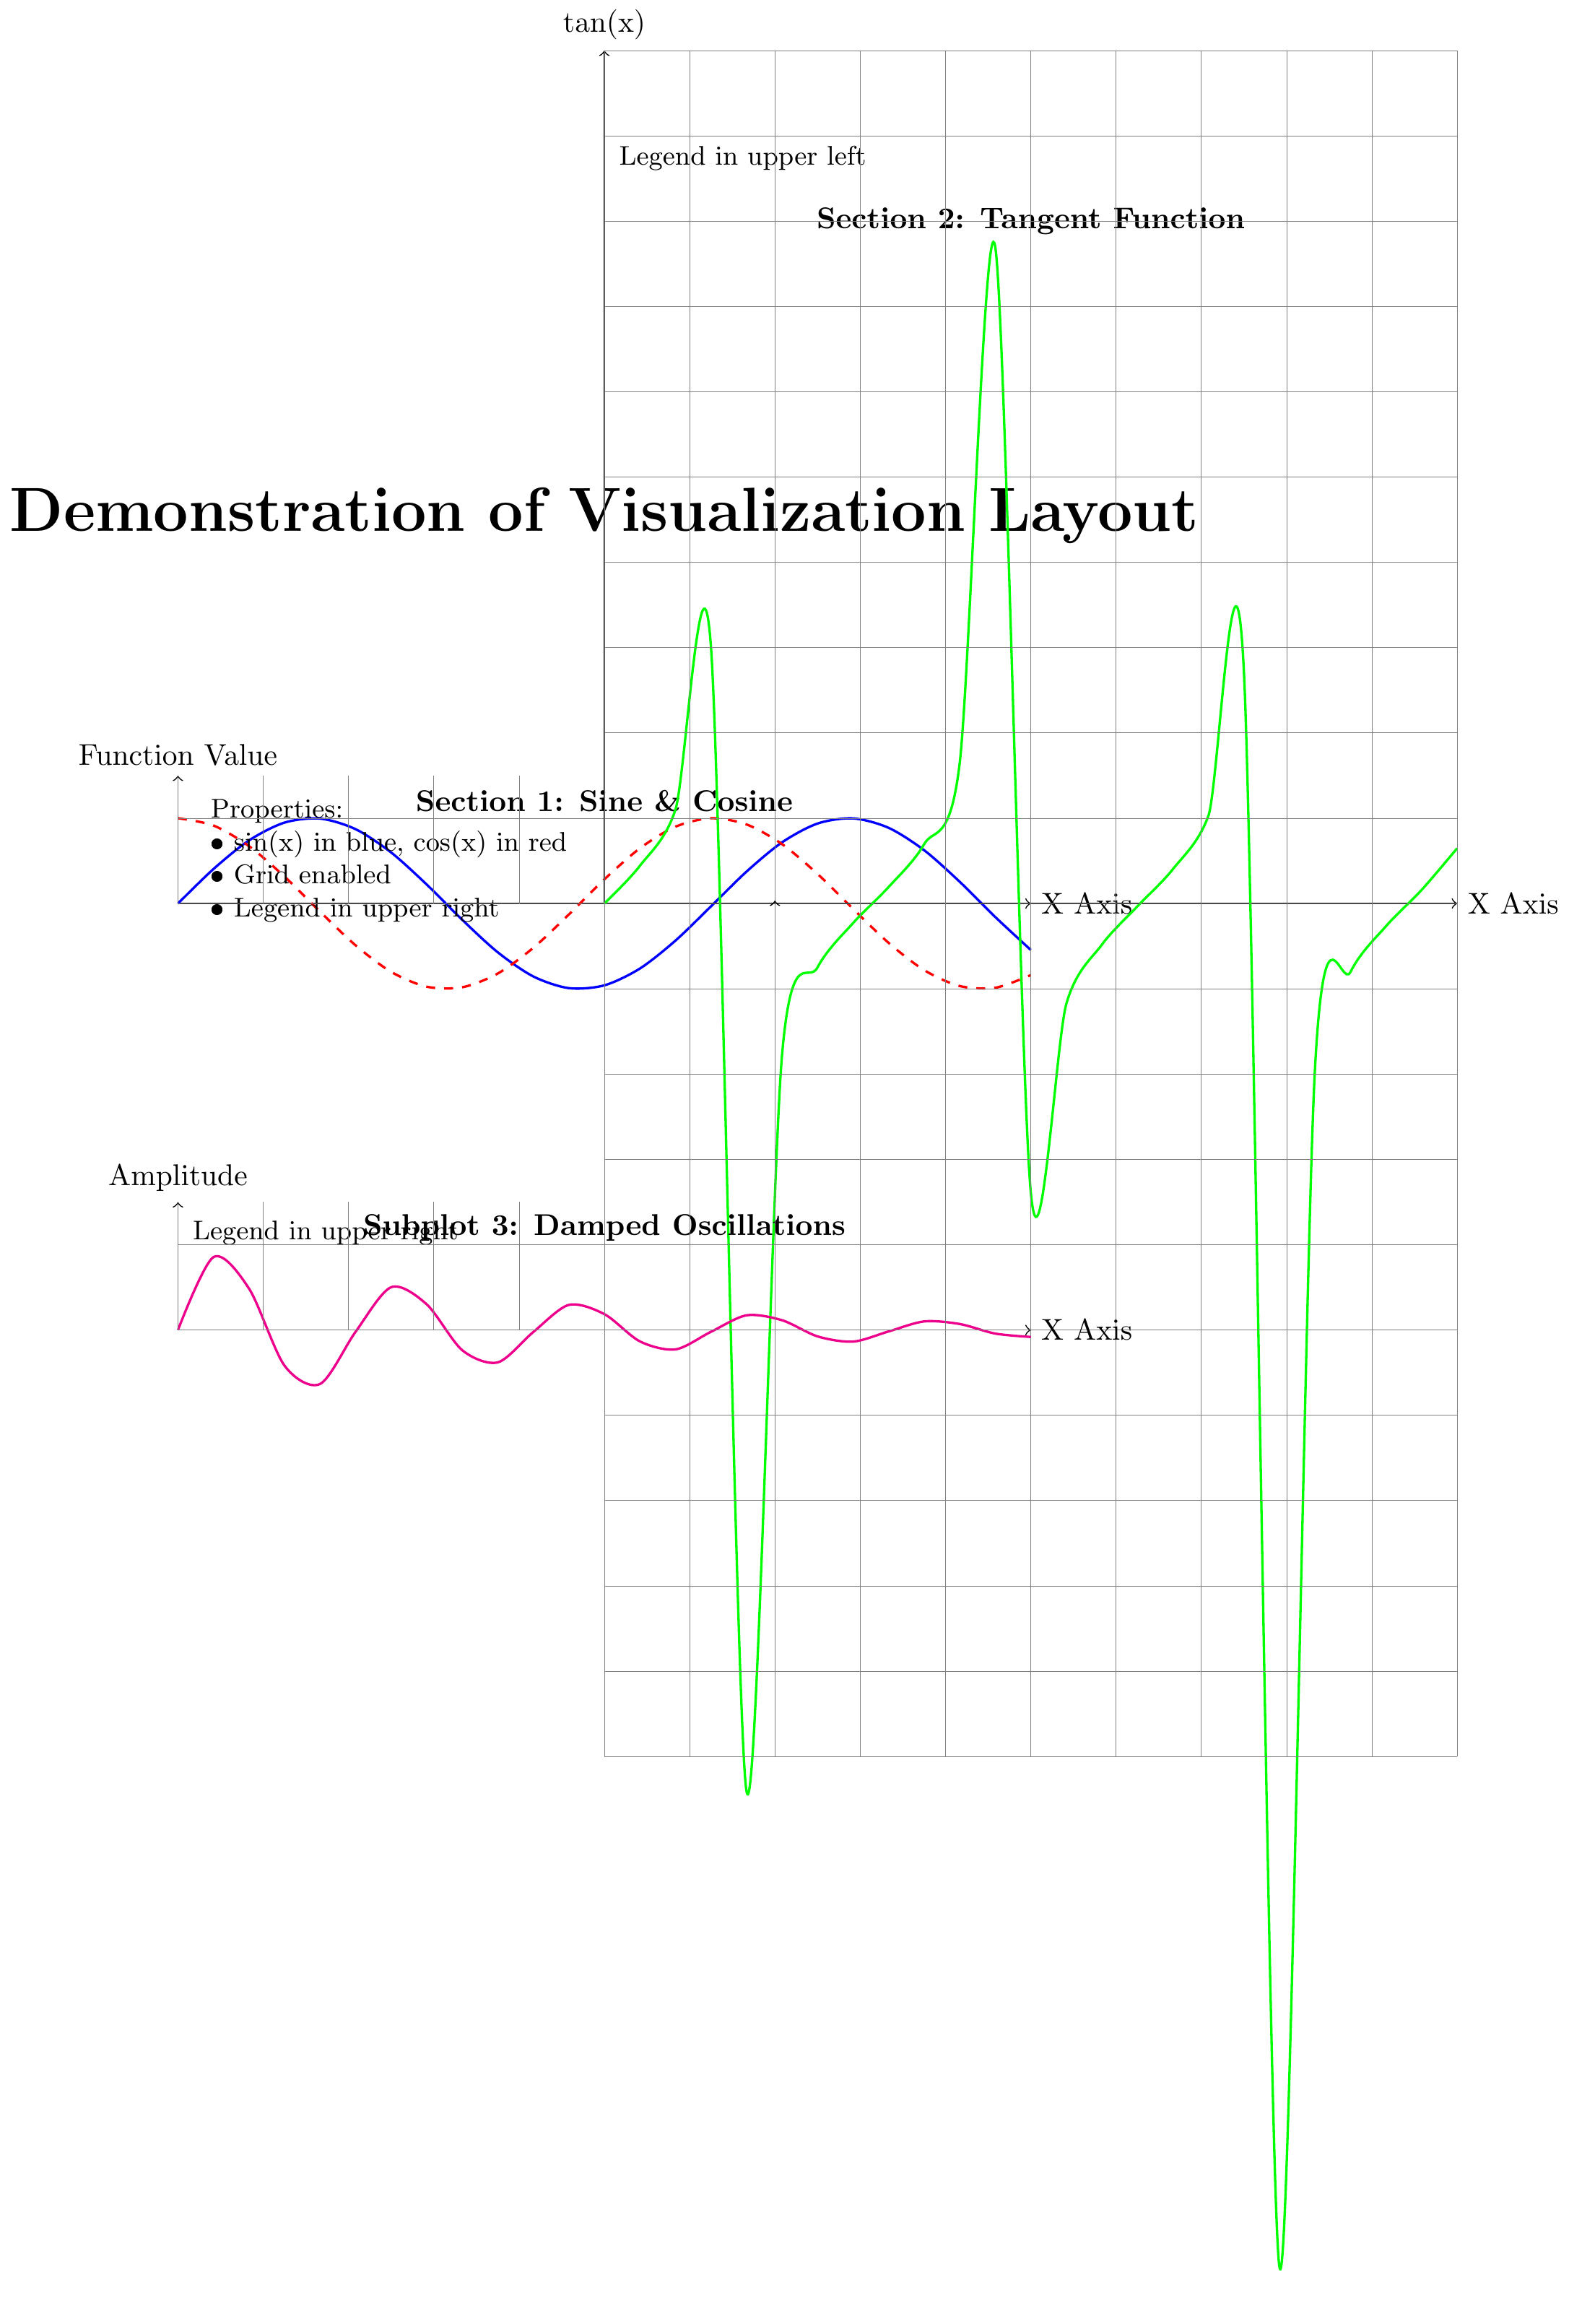 tan(x)
Legend in upper left
Section 2: Tangent Function
Demonstration of Visualization Layout
Function Value
Section 1: Sine & Cosine
Properties:
• sin(x) in blue, cos(x) in red
• Grid enabled
• Legend in upper right
X Axis
X Axis
Amplitude
Legend in upper right
Subplot 3: Damped Oscillations
X Axis